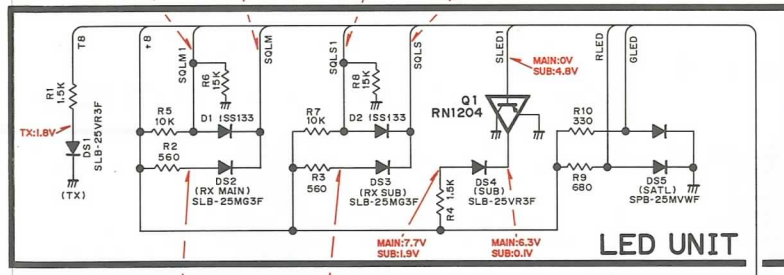 T8
+8
SQLM1
SQLM
SQLS1
SQLS
SLED1
RLED
GLED
MAIN:0V
SUB:4.8V
R1
1.5K
TX:1.8V
DS1
SLB-25VR3F
(TX)
R6
15K
R5
10K
D1 1SS133
R2
560
DS2
(RX MAIN)
SLB-25MG3F
R8
15K
R7
10K
D2 1SS133
R3
560
DS3
(RX SUB)
SLB-25MG3F
Q1
RN1204
R4
1.5K
DS4
(SUB)
SLB-25VR3F
MAIN:7.7V
SUB:1.9V
MAIN:6.3V
SUB:0.1V
R10
330
R9
680
DS5
(SATL)
SPB-25MVWF
LED UNIT